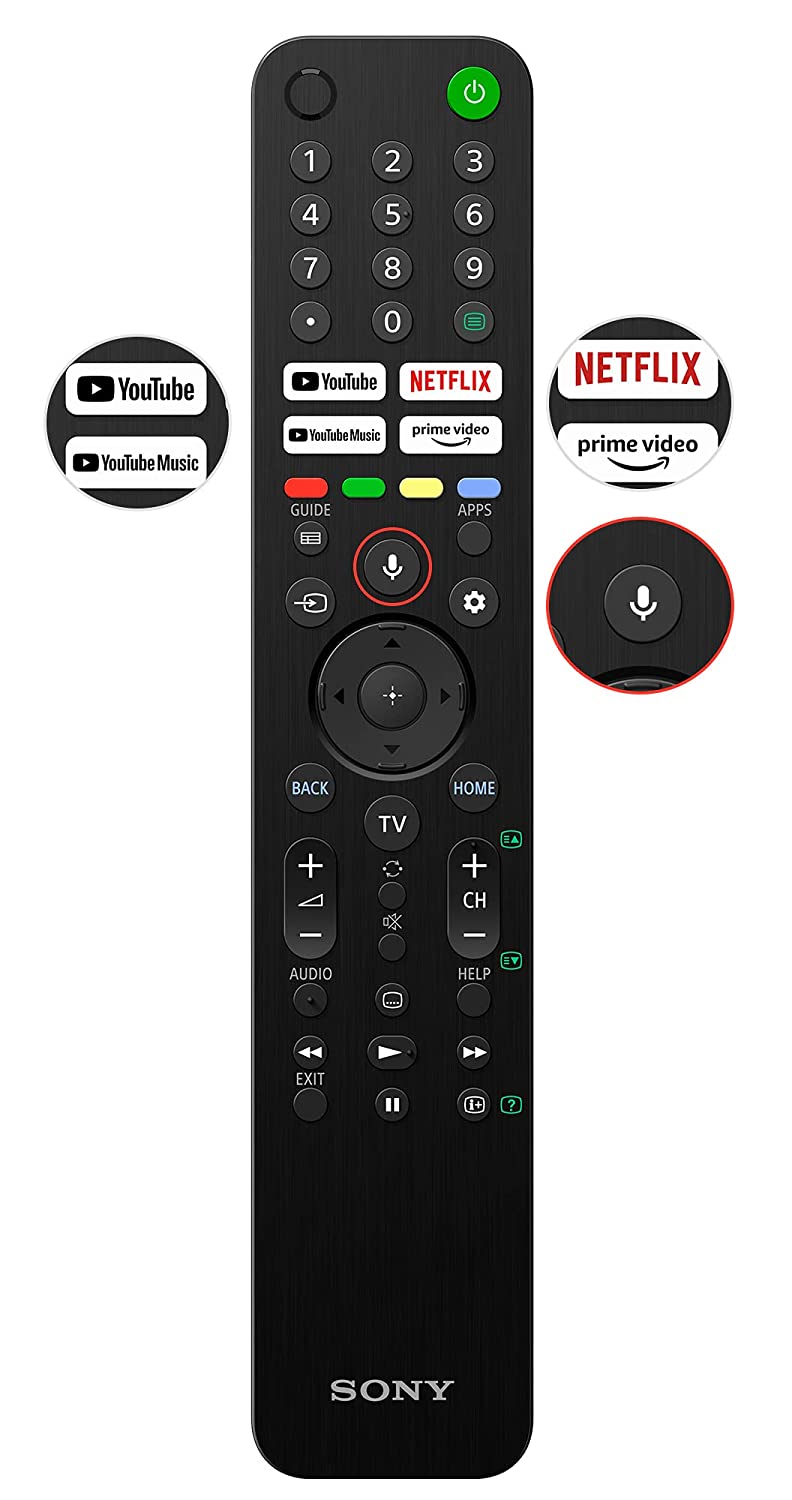 1 2 3
4 5 6
7 8 9
• 0
YouTube NETFLIX
YouTube Music prime video
YouTube
YouTube Music
NETFLIX
prime video
GUIDE APPS
BACK HOME
TV
+ +
CH
− −
AUDIO HELP
EXIT
i+ ?
SONY